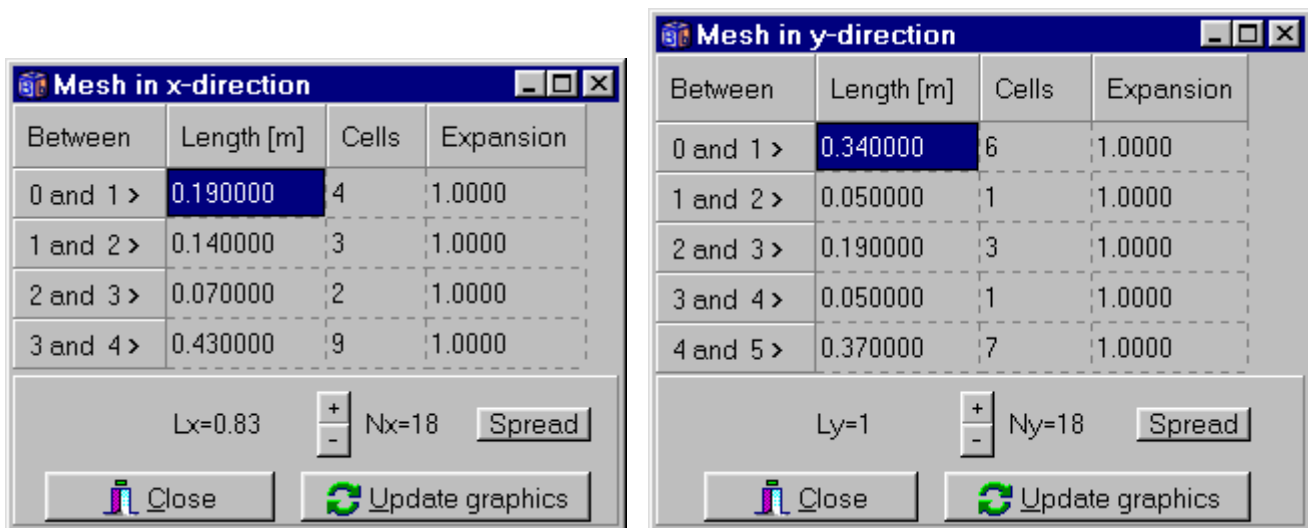 Mesh in x-direction
Between Length [m] Cells Expansion
0 and 1 > 0.190000 4 1.0000
1 and 2 > 0.140000 3 1.0000
2 and 3 > 0.070000 2 1.0000
3 and 4 > 0.430000 9 1.0000
Lx=0.83 + - Nx=18 Spread
Close Update graphics
Mesh in y-direction
Between Length [m] Cells Expansion
0 and 1 > 0.340000 6 1.0000
1 and 2 > 0.050000 1 1.0000
2 and 3 > 0.190000 3 1.0000
3 and 4 > 0.050000 1 1.0000
4 and 5 > 0.370000 7 1.0000
Ly=1 + - Ny=18 Spread
Close Update graphics